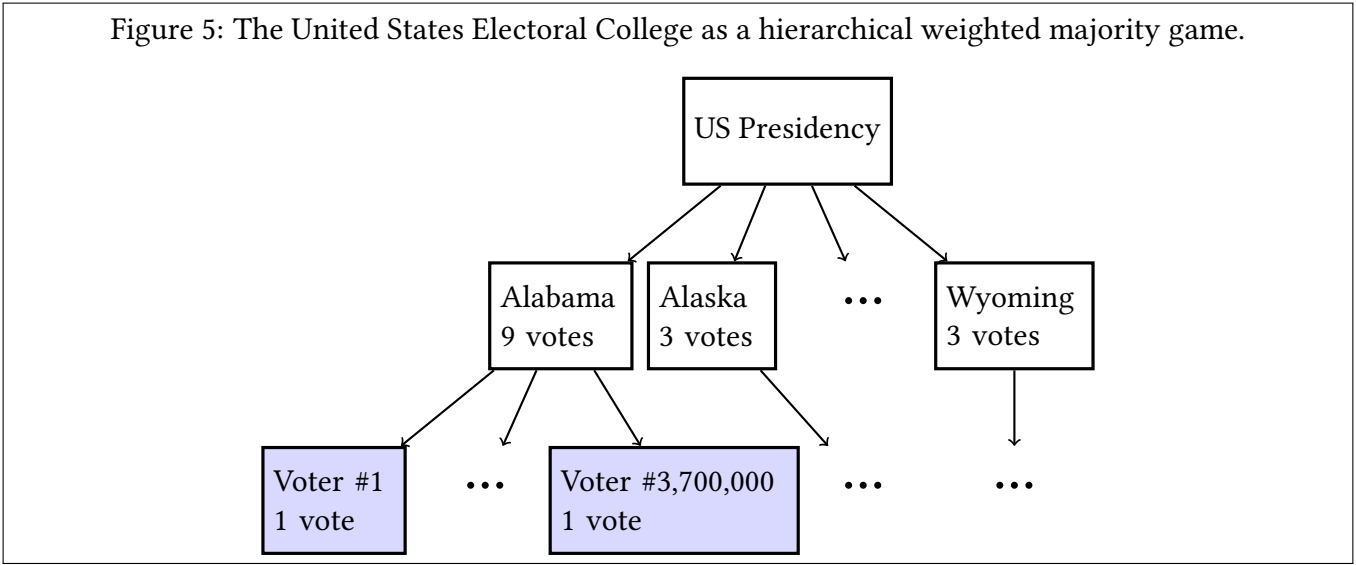 Figure 5: The United States Electoral College as a hierarchical weighted majority game.
US Presidency
Alabama
9 votes
Alaska
3 votes
...
Wyoming
3 votes
Voter #1
1 vote
...
Voter #3,700,000
1 vote
...
...